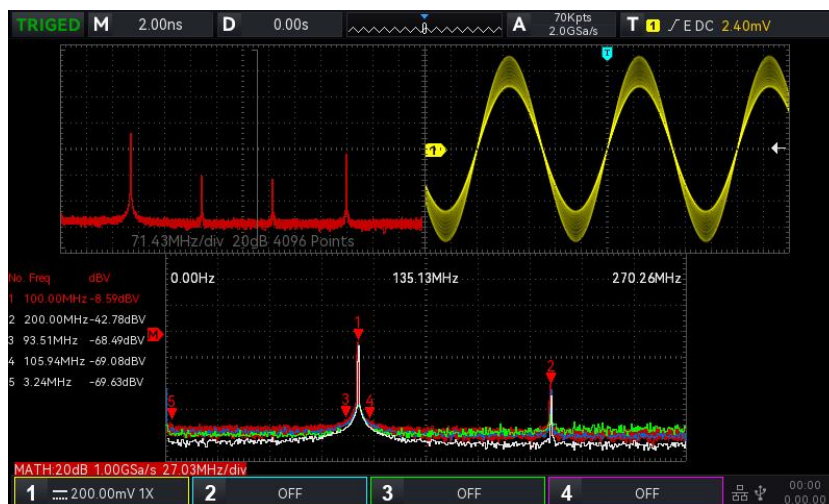 TRIGED M 2.00ns D 0.00s A 70Kpts 2.0GSa/s T 1 E DC 2.40mV
T
1
71.43MHz/div 20dB 4096 Points
No. Freq dBV
1 100.00MHz -8.59dBV
2 200.00MHz -42.78dBV
3 93.51MHz -68.49dBV
4 105.94MHz -69.08dBV
5 3.24MHz -69.63dBV
0.00Hz 135.13MHz 270.26MHz
M
1
2
5 3 4
MATH:20dB 1.00GSa/s 27.03MHz/div
1 200.00mV 1X 2 OFF 3 OFF 4 OFF 00:00
0.00.00